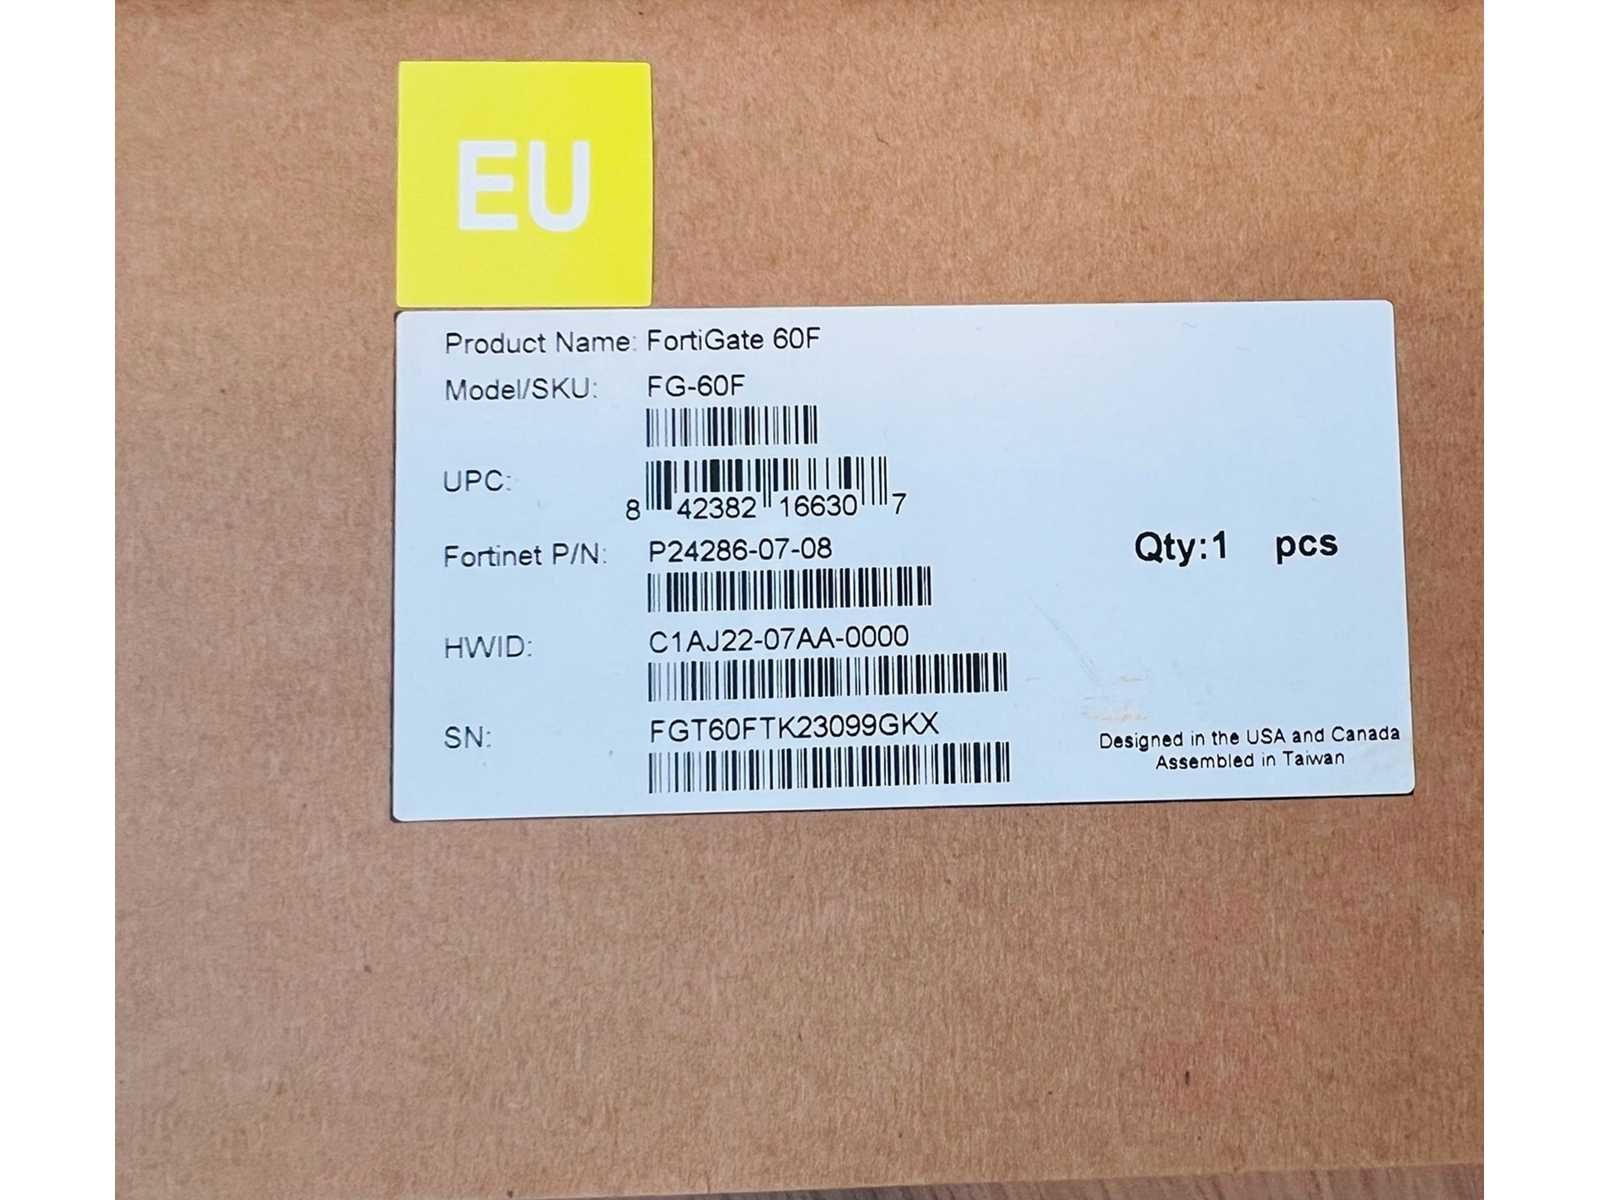 EU
Product Name: FortiGate 60F
Model/SKU: FG-60F
UPC:
8 42382 16630 7
Fortinet P/N: P24286-07-08
Qty:1 pcs
HWID: C1AJ22-07AA-0000
SN: FGT60FTK23099GKX
Designed in the USA and Canada
Assembled in Taiwan